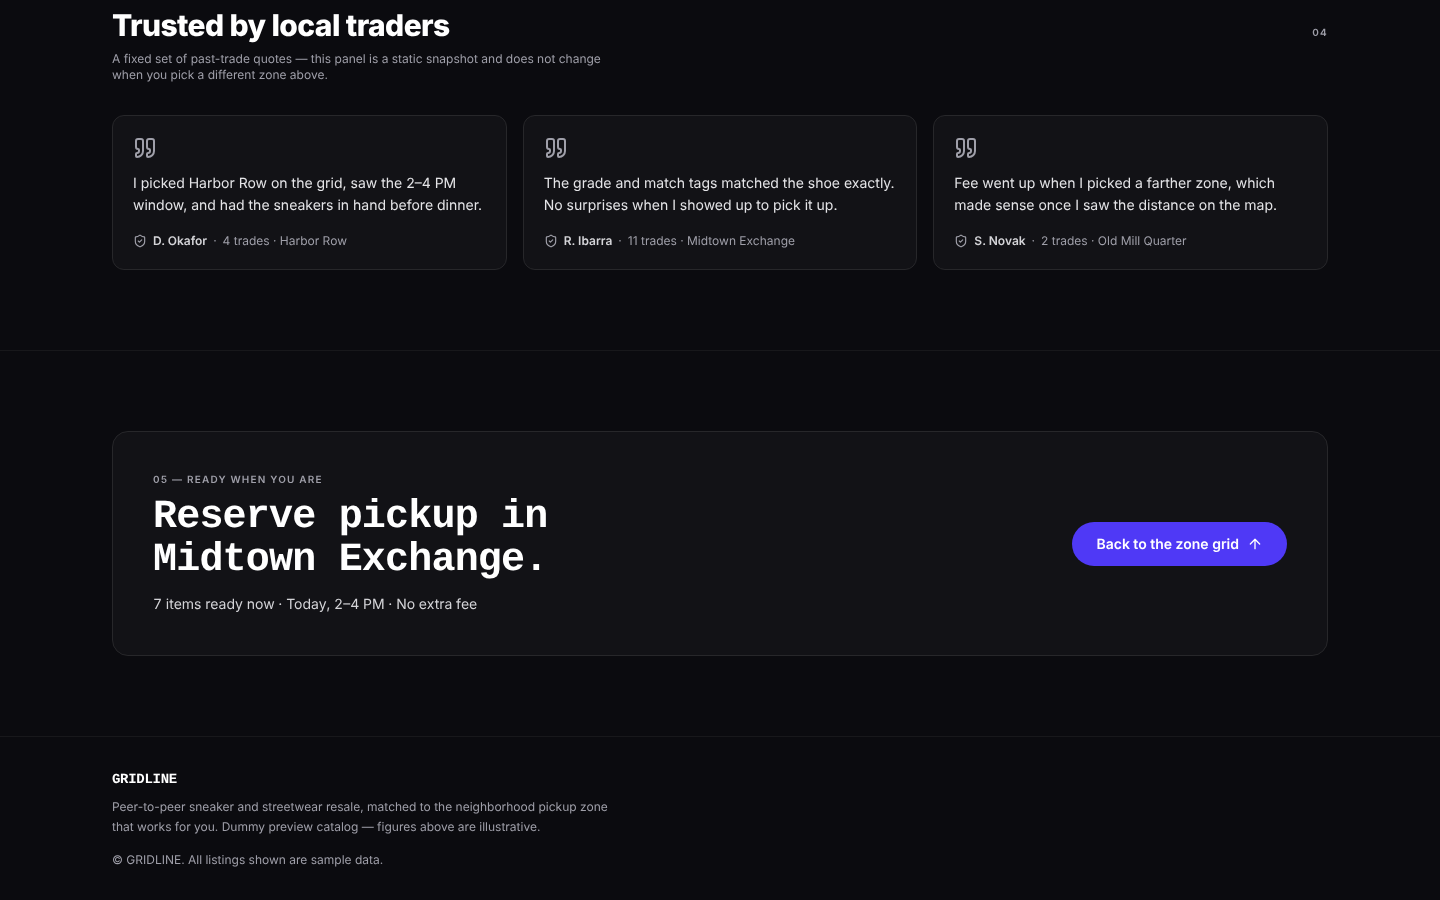 Trusted by local traders
04
A fixed set of past-trade quotes — this panel is a static snapshot and does not change
when you pick a different zone above.
I picked Harbor Row on the grid, saw the 2–4 PM
window, and had the sneakers in hand before dinner.
D. Okafor · 4 trades · Harbor Row
The grade and match tags matched the shoe exactly.
No surprises when I showed up to pick it up.
R. Ibarra · 11 trades · Midtown Exchange
Fee went up when I picked a farther zone, which
made sense once I saw the distance on the map.
S. Novak · 2 trades · Old Mill Quarter
05 — READY WHEN YOU ARE
Reserve pickup in
Midtown Exchange.
7 items ready now · Today, 2–4 PM · No extra fee
Back to the zone grid
GRIDLINE
Peer-to-peer sneaker and streetwear resale, matched to the neighborhood pickup zone
that works for you. Dummy preview catalog — figures above are illustrative.
© GRIDLINE. All listings shown are sample data.